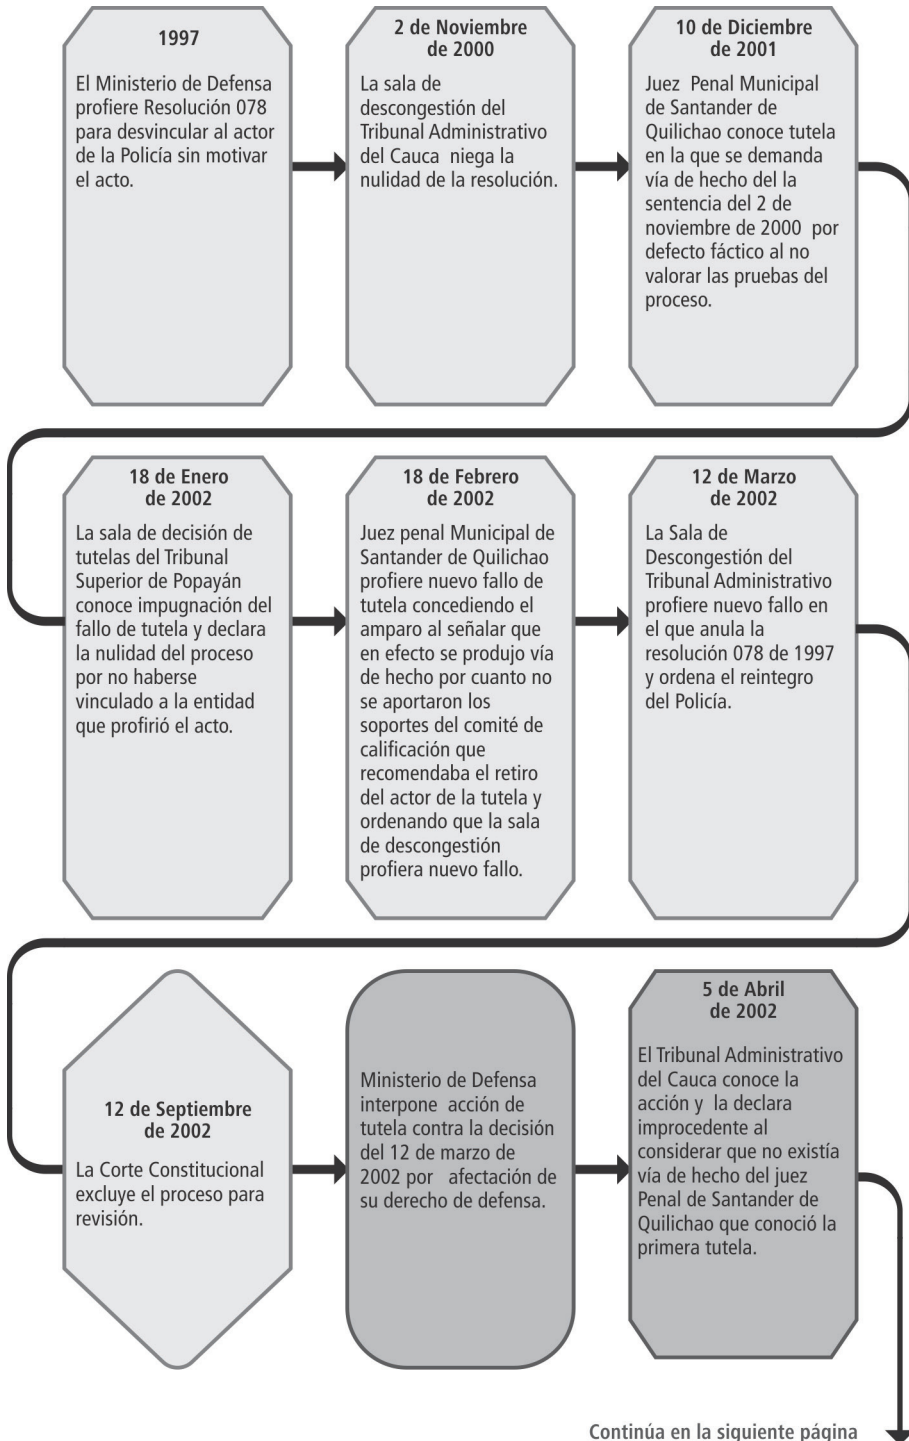 1997
El Ministerio de Defensa
profiere Resolución 078
para desvincular al actor
de la Policía sin motivar
el acto.
2 de Noviembre
de 2000
La sala de
descongestión del
Tribunal Administrativo
del Cauca niega la
nulidad de la resolución.
10 de Diciembre
de 2001
Juez Penal Municipal
de Santander de
Quilichao conoce tutela
en la que se demanda
vía de hecho del la
sentencia del 2 de
noviembre de 2000 por
defecto fáctico al no
valorar las pruebas del
proceso.
18 de Enero
de 2002
La sala de decisión de
tutelas del Tribunal
Superior de Popayán
conoce impugnación del
fallo de tutela y declara
la nulidad del proceso
por no haberse
vinculado a la entidad
que profirió el acto.
18 de Febrero
de 2002
Juez penal Municipal de
Santander de Quilichao
profiere nuevo fallo de
tutela concediendo el
amparo al señalar que
en efecto se produjo vía
de hecho por cuanto no
se aportaron los
soportes del comité de
calificación que
recomendaba el retiro
del actor de la tutela y
ordenando que la sala
de descongestión
profiera nuevo fallo.
12 de Marzo
de 2002
La Sala de
Descongestión del
Tribunal Administrativo
profiere nuevo fallo en
el que anula la
resolución 078 de 1997
y ordena el reintegro
del Policía.
12 de Septiembre
de 2002
La Corte Constitucional
excluye el proceso para
revisión.
Ministerio de Defensa
interpone acción de
tutela contra la decisión
del 12 de marzo de
2002 por afectación de
su derecho de defensa.
5 de Abril
de 2002
El Tribunal Administrativo
del Cauca conoce la
acción y la declara
improcedente al
considerar que no existía
vía de hecho del juez
Penal de Santander de
Quilichao que conoció la
primera tutela.
Continúa en la siguiente página